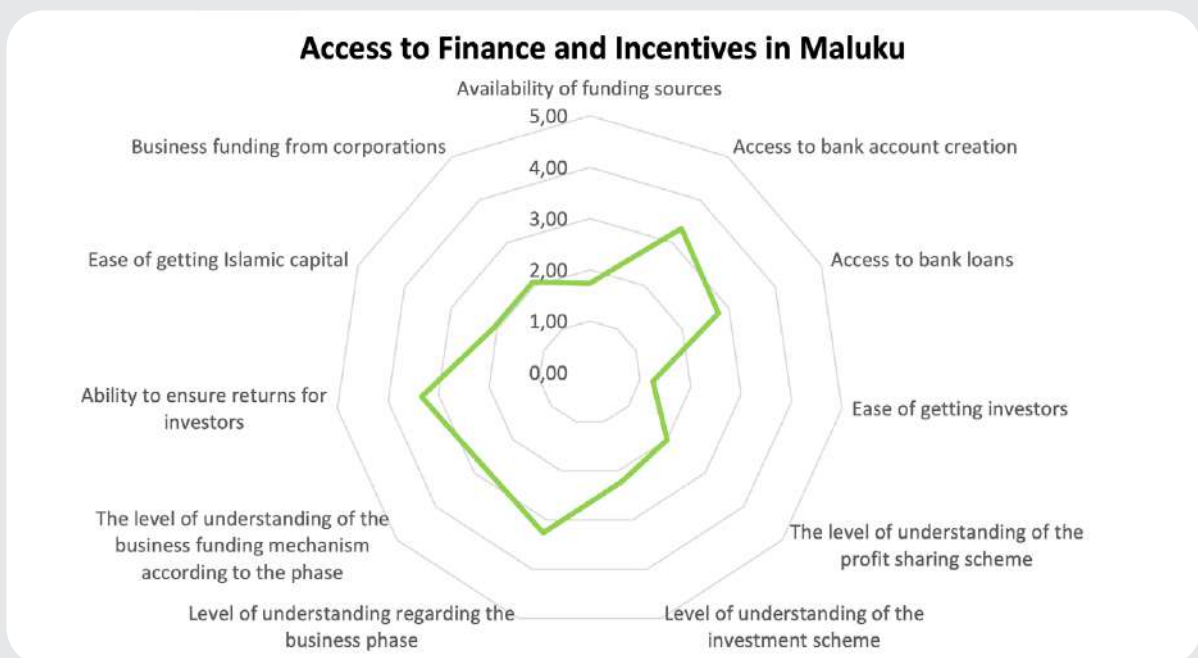 Access to Finance and Incentives in Maluku
Availability of funding sources
5,00
Business funding from corporations
Access to bank account creation
4,00
3,00
Ease of getting Islamic capital
Access to bank loans
2,00
1,00
0,00
Ability to ensure returns for
investors
Ease of getting investors
The level of understanding of the
business funding mechanism
according to the phase
The level of understanding of the
profit sharing scheme
Level of understanding regarding the
business phase
Level of understanding of the
investment scheme